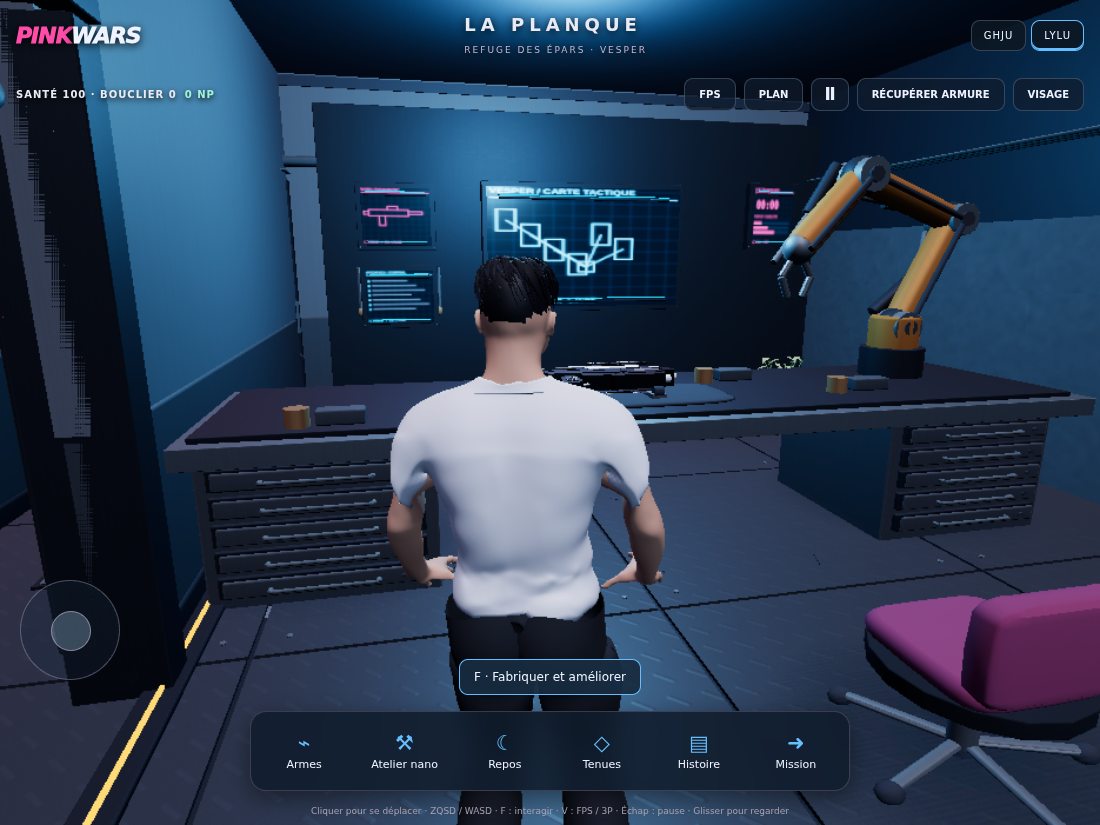 PINKWARS
LA PLANQUE
REFUGE DES ÉPARS · VESPER
GHJU
LYLU
SANTÉ 100 · BOUCLIER 0 0 NP
FPS
PLAN
RÉCUPÉRER ARMURE
VISAGE
VESPER / CARTE TACTIQUE
00:00
F · Fabriquer et améliorer
Armes
Atelier nano
Repos
Tenues
Histoire
Mission
Cliquer pour se déplacer · ZQSD / WASD · F : interagir · V : FPS / 3P · Échap : pause · Glisser pour regarder